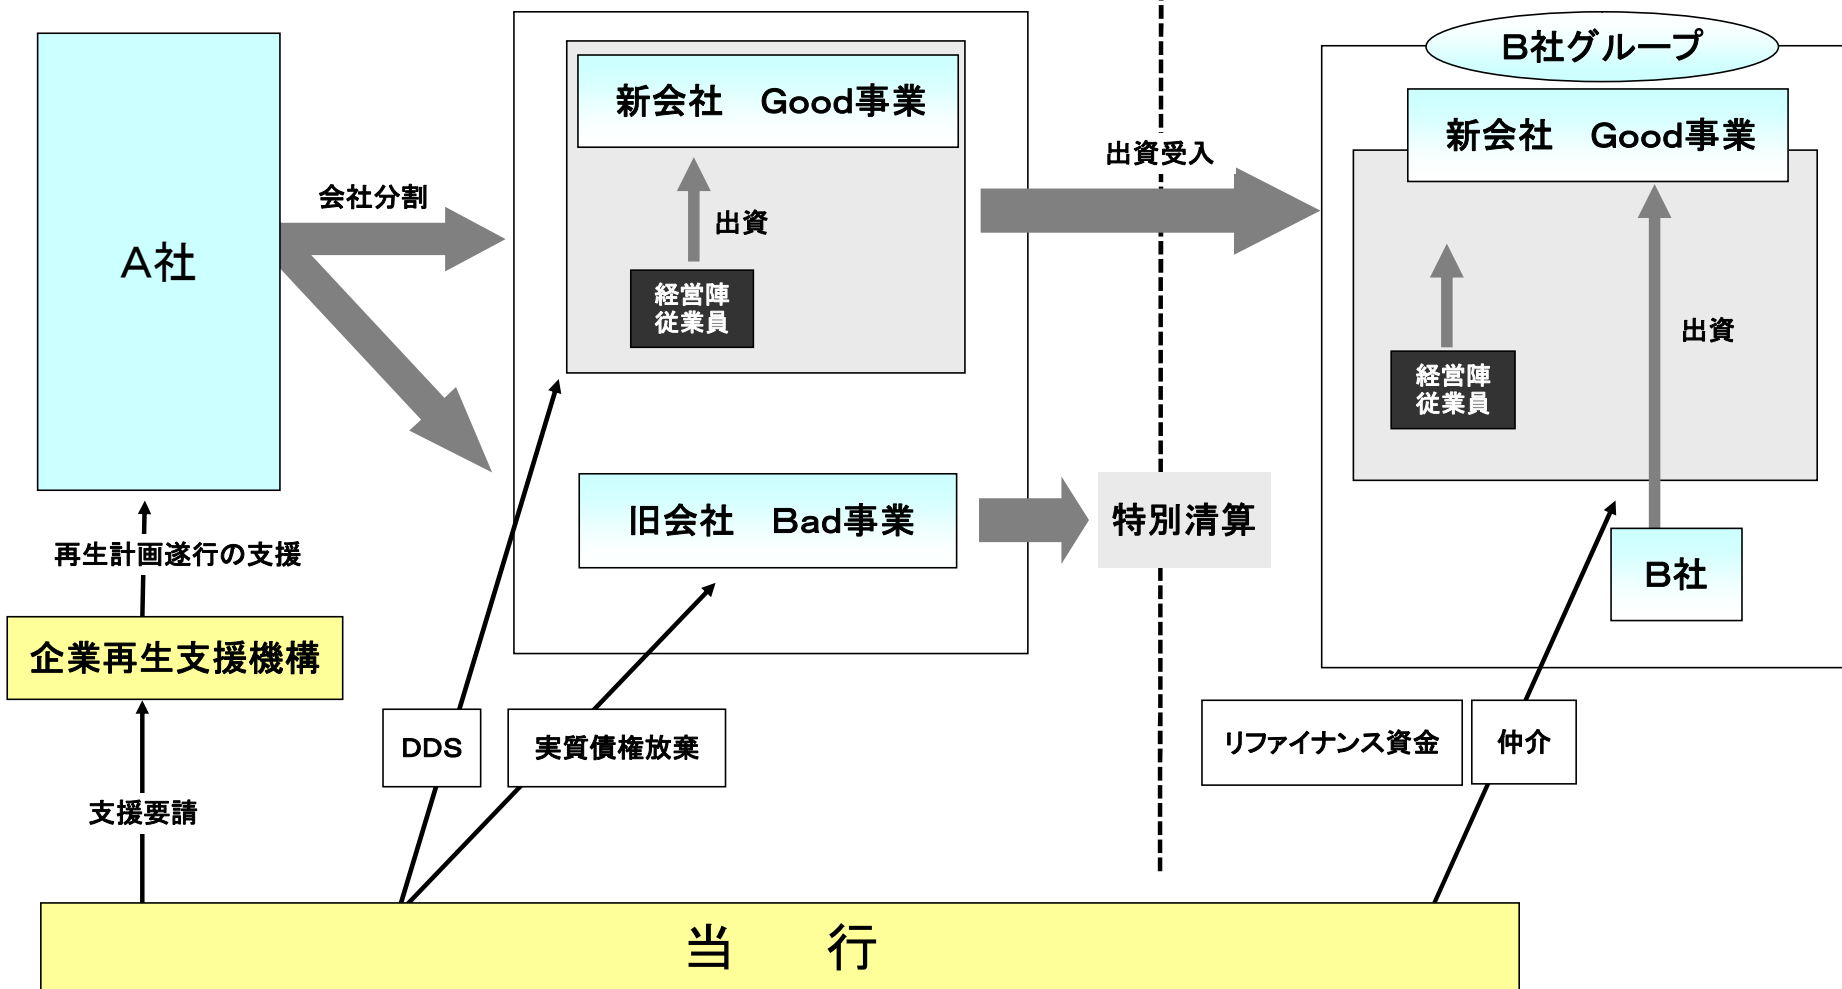 A社
会社分割
新会社　Good事業
出資
経営陣
従業員
旧会社　Bad事業
出資受入
特別清算
B社グループ
新会社　Good事業
出資
経営陣
従業員
B社
再生計画遂行の支援
企業再生支援機構
支援要請
DDS
実質債権放棄
リファイナンス資金
仲介
当　行